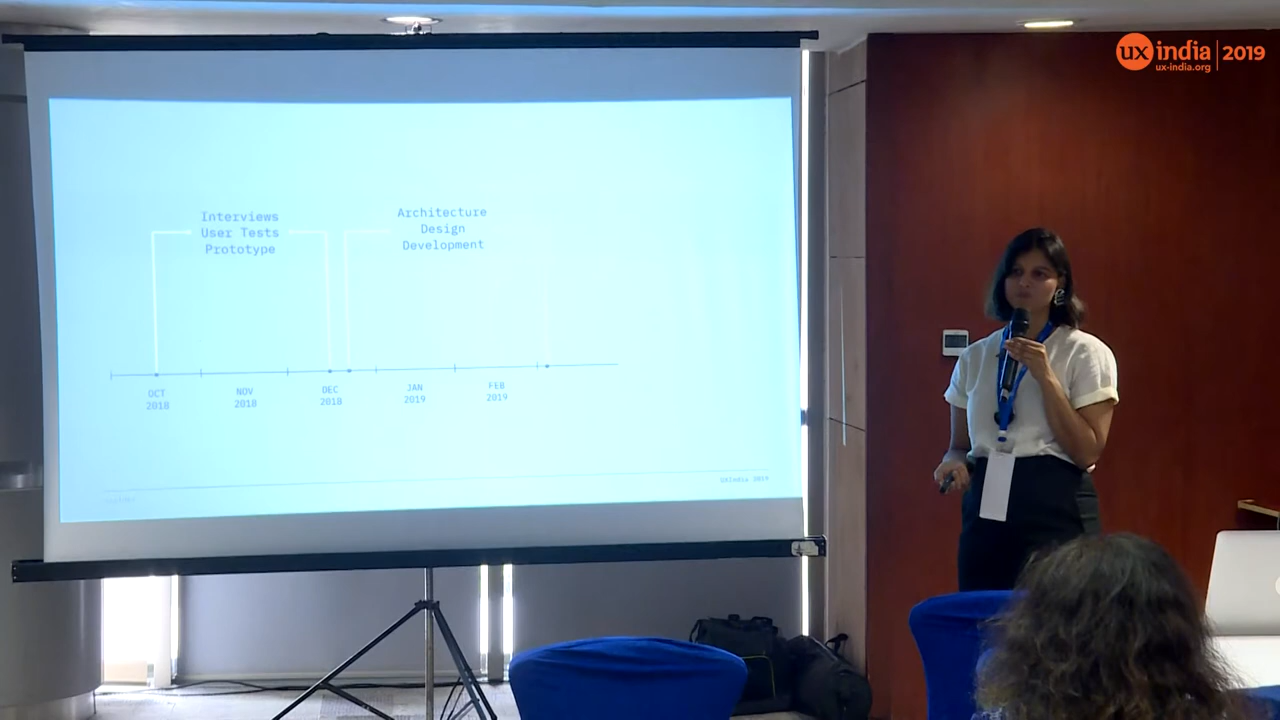 ux india 2019
ux-india.org
Interviews
User Tests
Prototype
Architecture
Design
Development
OCT
2018
NOV
2018
DEC
2018
JAN
2019
FEB
2019
UXIndia 2019